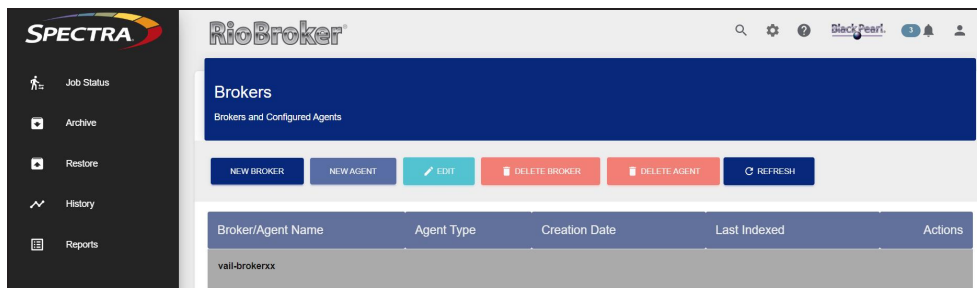 SPECTRA
RioBroker®
BlackPearl.
3
Job Status
Archive
Restore
History
Reports
Brokers
Brokers and Configured Agents
NEW BROKER
NEW AGENT
EDIT
DELETE BROKER
DELETE AGENT
REFRESH
Broker/Agent Name
Agent Type
Creation Date
Last Indexed
Actions
vail-brokerxx